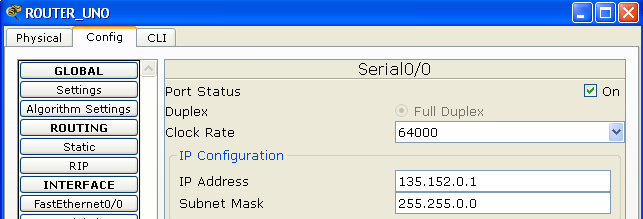 ROUTER_UNO
Physical Config CLI
GLOBAL
Settings
Algorithm Settings
ROUTING
Static
RIP
INTERFACE
FastEthernet0/0
Serial0/0
Port Status On
Duplex Full Duplex
Clock Rate 64000
IP Configuration
IP Address 135.152.0.1
Subnet Mask 255.255.0.0